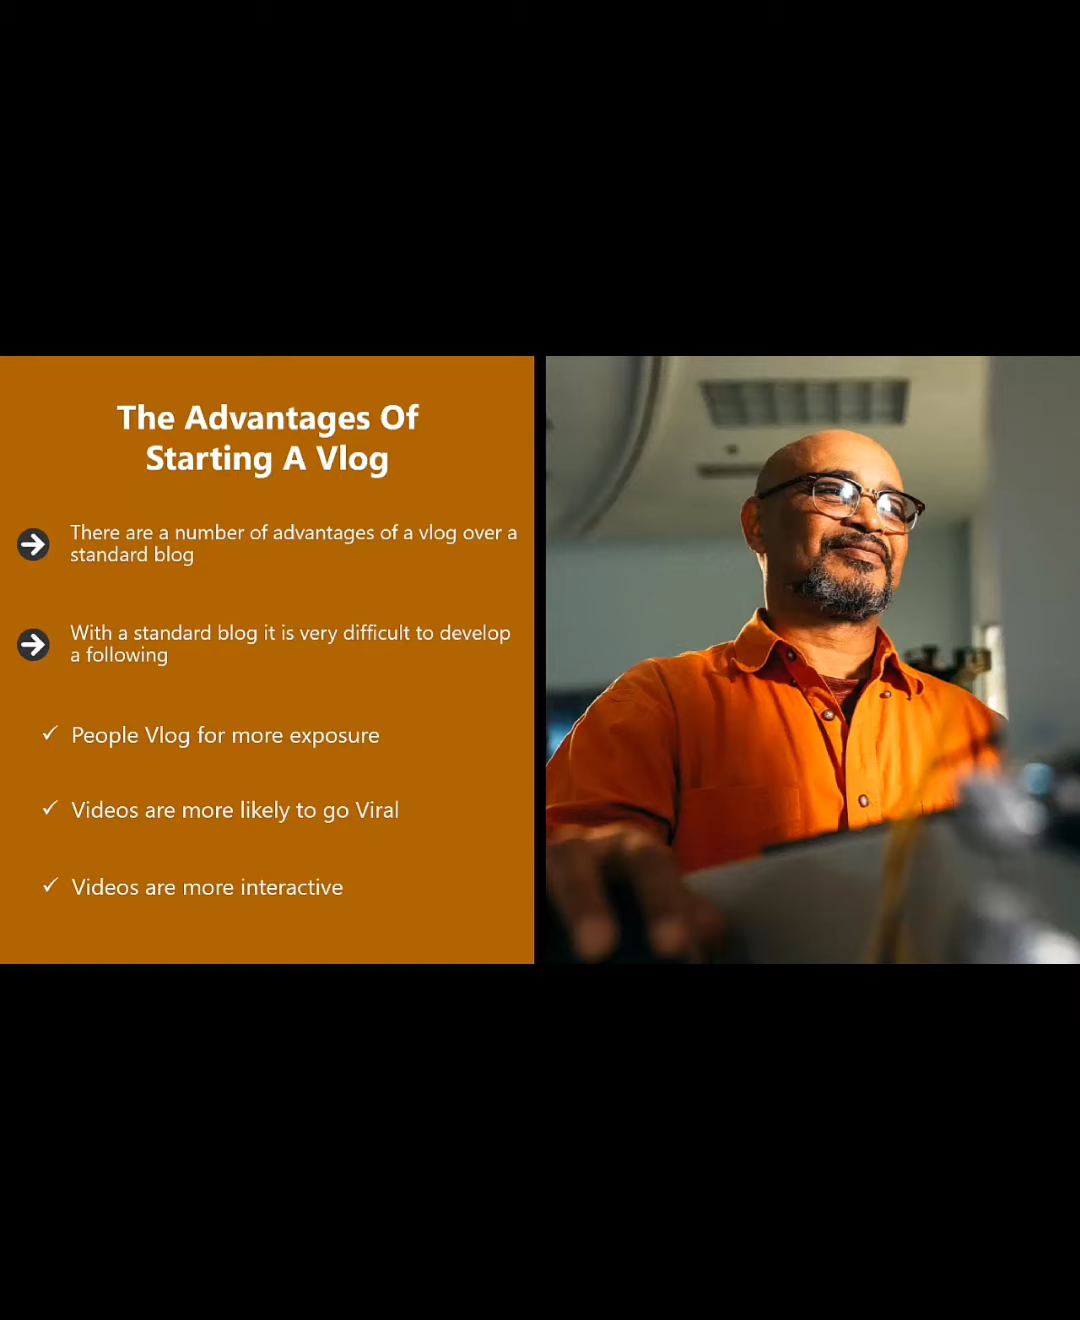 The Advantages Of
Starting A Vlog
There are a number of advantages of a vlog over a
standard blog
With a standard blog it is very difficult to develop
a following
People Vlog for more exposure
Videos are more likely to go Viral
Videos are more interactive